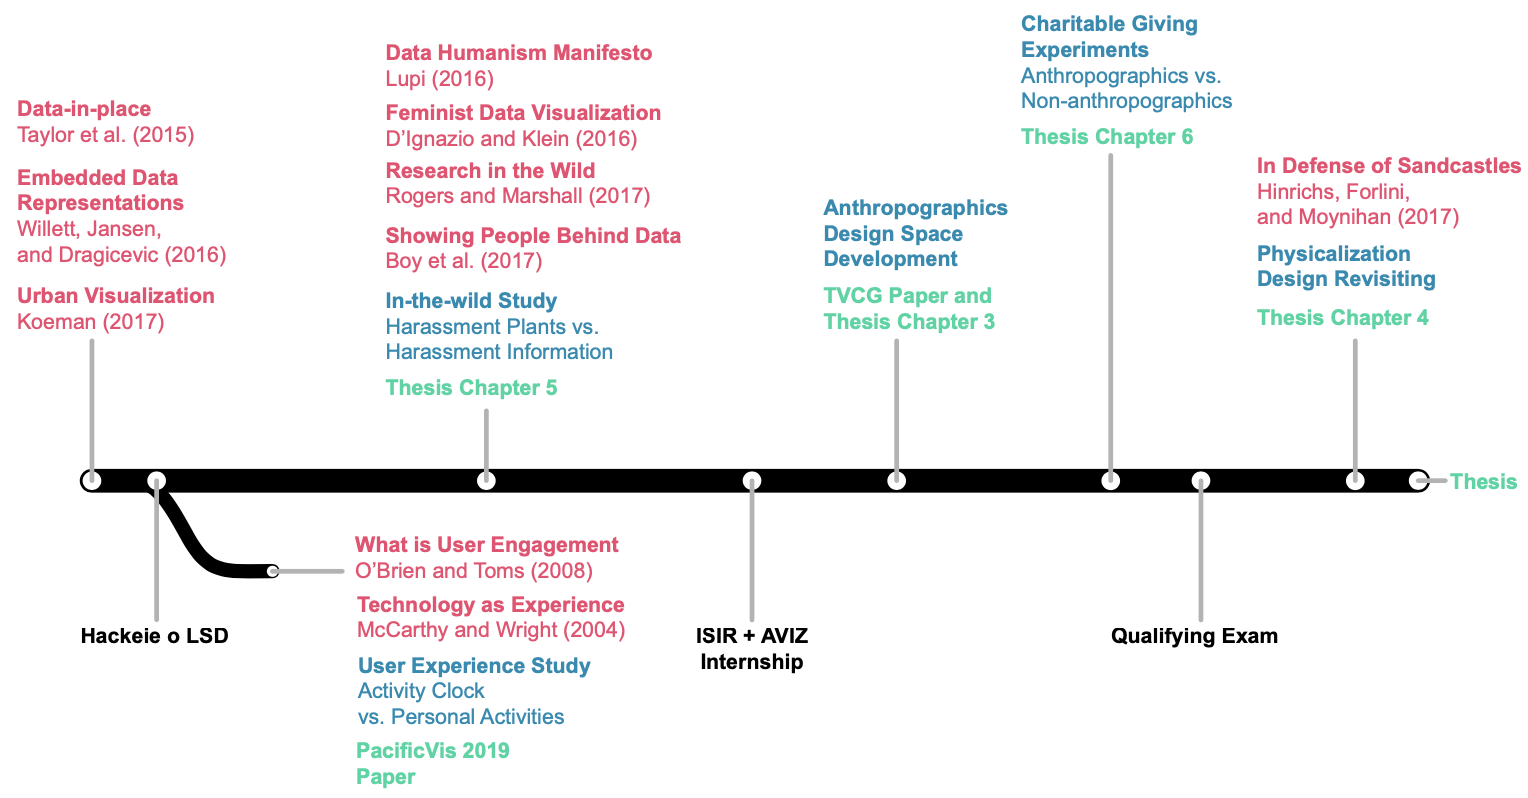 Data-in-place
Taylor et al. (2015)
Embedded Data
Representations
Willett, Jansen,
and Dragicevic (2016)
Urban Visualization
Koeman (2017)
Data Humanism Manifesto
Lupi (2016)
Feminist Data Visualization
D’Ignazio and Klein (2016)
Research in the Wild
Rogers and Marshall (2017)
Showing People Behind Data
Boy et al. (2017)
In-the-wild Study
Harassment Plants vs.
Harassment Information
Thesis Chapter 5
Anthropographics
Design Space
Development
TVCG Paper and
Thesis Chapter 3
Charitable Giving
Experiments
Anthropographics vs.
Non-anthropographics
Thesis Chapter 6
In Defense of Sandcastles
Hinrichs, Forlini,
and Moynihan (2017)
Physicalization
Design Revisiting
Thesis Chapter 4
Thesis
Hackeie o LSD
What is User Engagement
O’Brien and Toms (2008)
Technology as Experience
McCarthy and Wright (2004)
User Experience Study
Activity Clock
vs. Personal Activities
PacificVis 2019
Paper
ISIR + AVIZ
Internship
Qualifying Exam